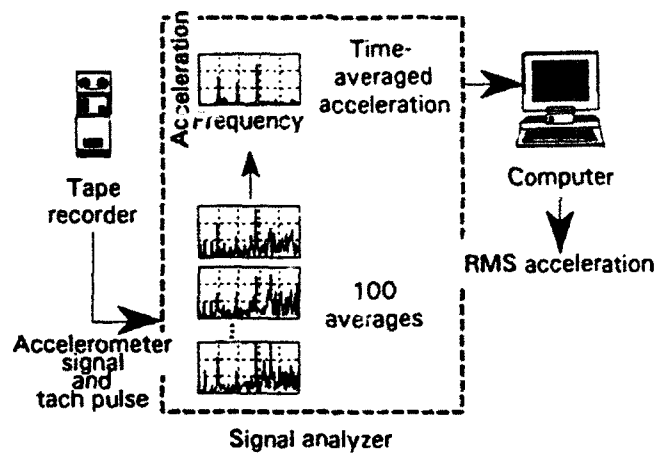 Acceleration
Frequency
Time-
averaged
acceleration
Tape
recorder
Computer
RMS acceleration
100
averages
Accelerometer
signal
and
tach pulse
Signal analyzer